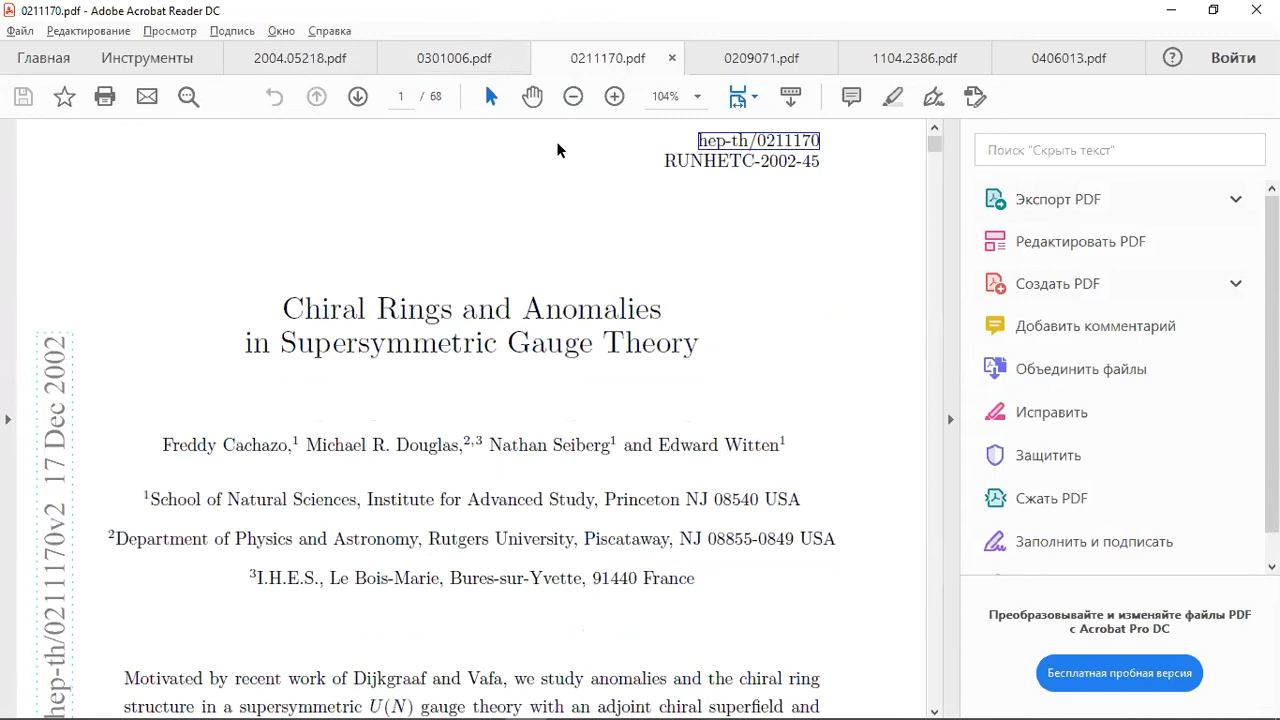 0211170.pdf - Adobe Acrobat Reader DC
Файл Редактирование Просмотр Подпись Окно Справка
Главная Инструменты 2004.05218.pdf 0301006.pdf 0211170.pdf × 0209071.pdf 1104.2386.pdf 0406013.pdf ? Войти
1 / 68 104%
hep-th/0211170
RUNHETC-2002-45
Chiral Rings and Anomalies
in Supersymmetric Gauge Theory
Freddy Cachazo,¹ Michael R. Douglas,²,³ Nathan Seiberg¹ and Edward Witten¹
¹School of Natural Sciences, Institute for Advanced Study, Princeton NJ 08540 USA
²Department of Physics and Astronomy, Rutgers University, Piscataway, NJ 08855-0849 USA
³I.H.E.S., Le Bois-Marie, Bures-sur-Yvette, 91440 France
Motivated by recent work of Dijkgraaf and Vafa, we study anomalies and the chiral ring
structure in a supersymmetric U(N) gauge theory with an adjoint chiral superfield and
hep-th/0211170v2 17 Dec 2002
Поиск "Скрыть текст"
Экспорт PDF
Редактировать PDF
Создать PDF
Добавить комментарий
Объединить файлы
Исправить
Защитить
Сжать PDF
Заполнить и подписать
Преобразовывайте и изменяйте файлы PDF
с Acrobat Pro DC
Бесплатная пробная версия